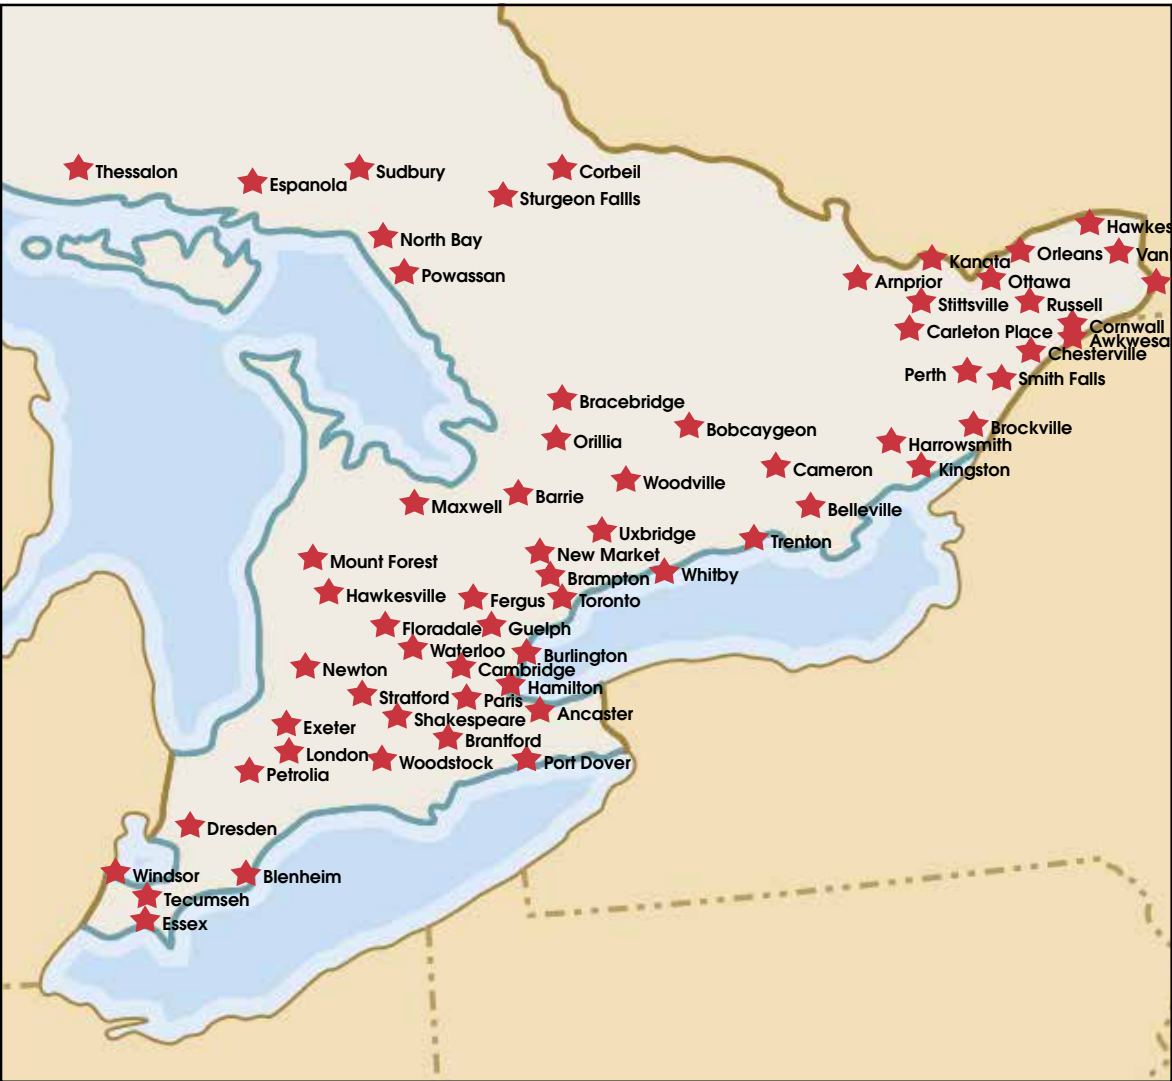 Thessalon
Espanola
Sudbury
Corbeil
Sturgeon Fallls
North Bay
Powassan
Hawkes
Orleans
Van
Kanata
Arnprior
Ottawa
Stittsville
Russell
Carleton Place
Cornwall
Awkwesa
Chesterville
Perth
Smith Falls
Bracebridge
Orillia
Bobcaygeon
Brockville
Harrowsmith
Kingston
Cameron
Woodville
Barrie
Maxwell
Belleville
Uxbridge
Trenton
New Market
Mount Forest
Brampton
Whitby
Hawkesville
Fergus
Toronto
Floradale
Guelph
Waterloo
Burlington
Newton
Cambridge
Hamilton
Stratford
Paris
Shakespeare
Ancaster
Exeter
Brantford
London
Woodstock
Port Dover
Petrolia
Dresden
Windsor
Blenheim
Tecumseh
Essex